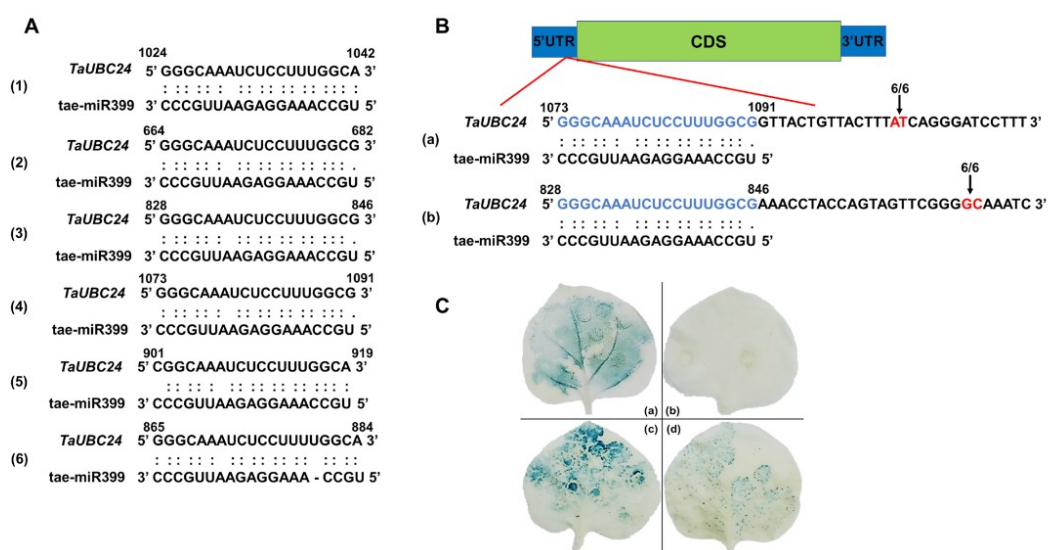 A
1024 1042
(1) TaUBC24 5' GGGCAAAUCUCCUUUGGCA 3'
: : : : : : : : : : : : : : : : :
tae-miR399 3' CCCGUUAAGAGGAAACCGU 5'
664 682
(2) TaUBC24 5' GGGCAAAUCUCCUUUGGCG 3'
: : : : : : : : : : : : : : : : .
tae-miR399 3' CCCGUUAAGAGGAAACCGU 5'
828 846
(3) TaUBC24 5' GGGCAAAUCUCCUUUGGCG 3'
: : : : : : : : : : : : : : : : .
tae-miR399 3' CCCGUUAAGAGGAAACCGU 5'
1073 1091
(4) TaUBC24 5' GGGCAAAUCUCCUUUGGCG 3'
: : : : : : : : : : : : : : : : .
tae-miR399 3' CCCGUUAAGAGGAAACCGU 5'
901 919
(5) TaUBC24 5' CGGCAAAUCUCCUUUGGCA 3'
: : : : : : : : : : : : : : : :
tae-miR399 3' CCCGUUAAGAGGAAACCGU 5'
865 884
(6) TaUBC24 5' GGGCAAAUCUCCUUUUGGCA 3'
: : : : : : : : : : : : : : : : :
tae-miR399 3' CCCGUUAAGAGGAAA - CCGU 5'
B
5'UTR CDS 3'UTR
6/6
1073 1091
TaUBC24 5' GGGCAAAUCUCCUUUGGCGGTTACTGTTACTTTATCAGGGATCCTTT 3'
(a) : : : : : : : : : : : : : : : : .
tae-miR399 3' CCCGUUAAGAGGAAACCGU 5'
6/6
828 846
TaUBC24 5' GGGCAAAUCUCCUUUGGCGAAACCTACCAGTAGTTCGGGGCAAATC 3'
(b) : : : : : : : : : : : : : : : : .
tae-miR399 3' CCCGUUAAGAGGAAACCGU 5'
C
(a) (b)
(c) (d)